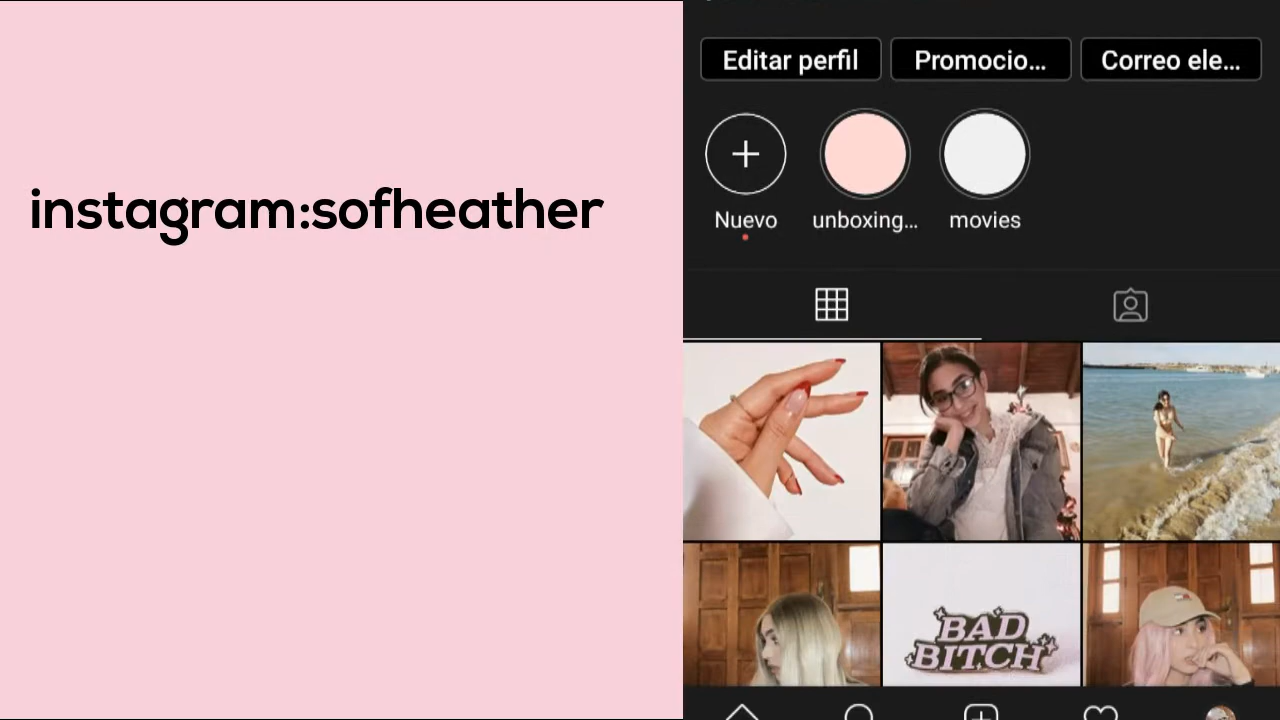 instagram:sofheather
Editar perfil
Promocio...
Correo ele...
Nuevo
unboxing...
movies
BAD
BITCH